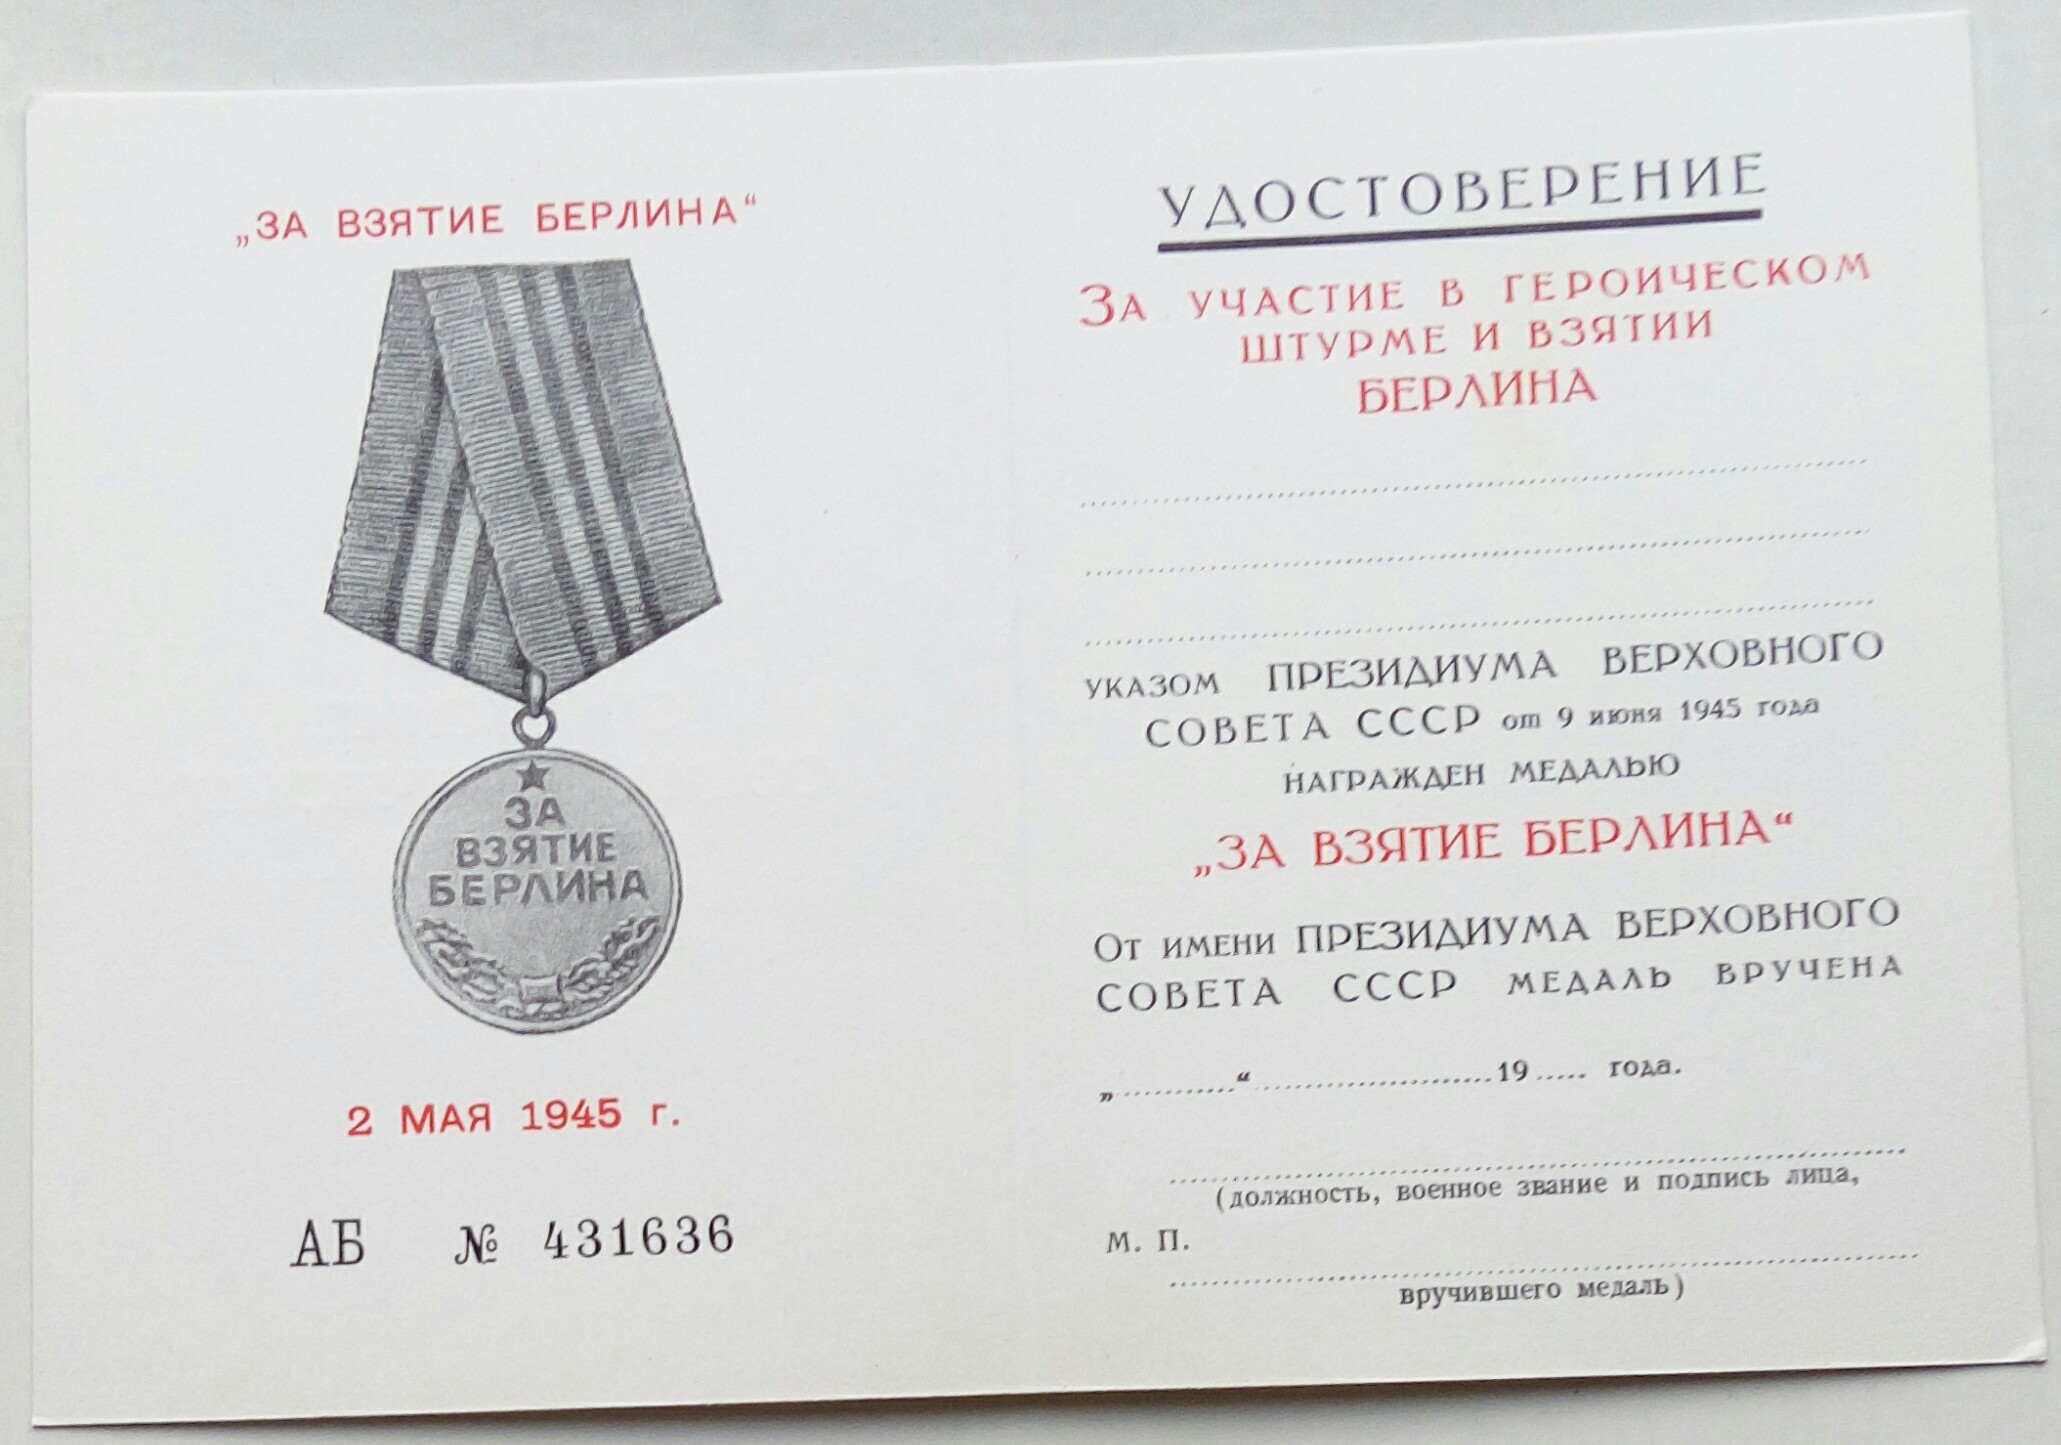 „ЗА ВЗЯТИЕ БЕРЛИНА“
ЗА
ВЗЯТИЕ
БЕРЛИНА
2 МАЯ 1945 г.
АБ № 431636
УДОСТОВЕРЕНИЕ
ЗА УЧАСТИЕ В ГЕРОИЧЕСКОМ
ШТУРМЕ И ВЗЯТИИ
БЕРЛИНА
УКАЗОМ ПРЕЗИДИУМА ВЕРХОВНОГО
СОВЕТА СССР от 9 июня 1945 года
НАГРАЖДЕН МЕДАЛЬЮ
„ЗА ВЗЯТИЕ БЕРЛИНА“
ОТ ИМЕНИ ПРЕЗИДИУМА ВЕРХОВНОГО
СОВЕТА СССР МЕДАЛЬ ВРУЧЕНА
„...........“........................19..... года.
(должность, военное звание и подпись лица,
М. П.
вручившего медаль)